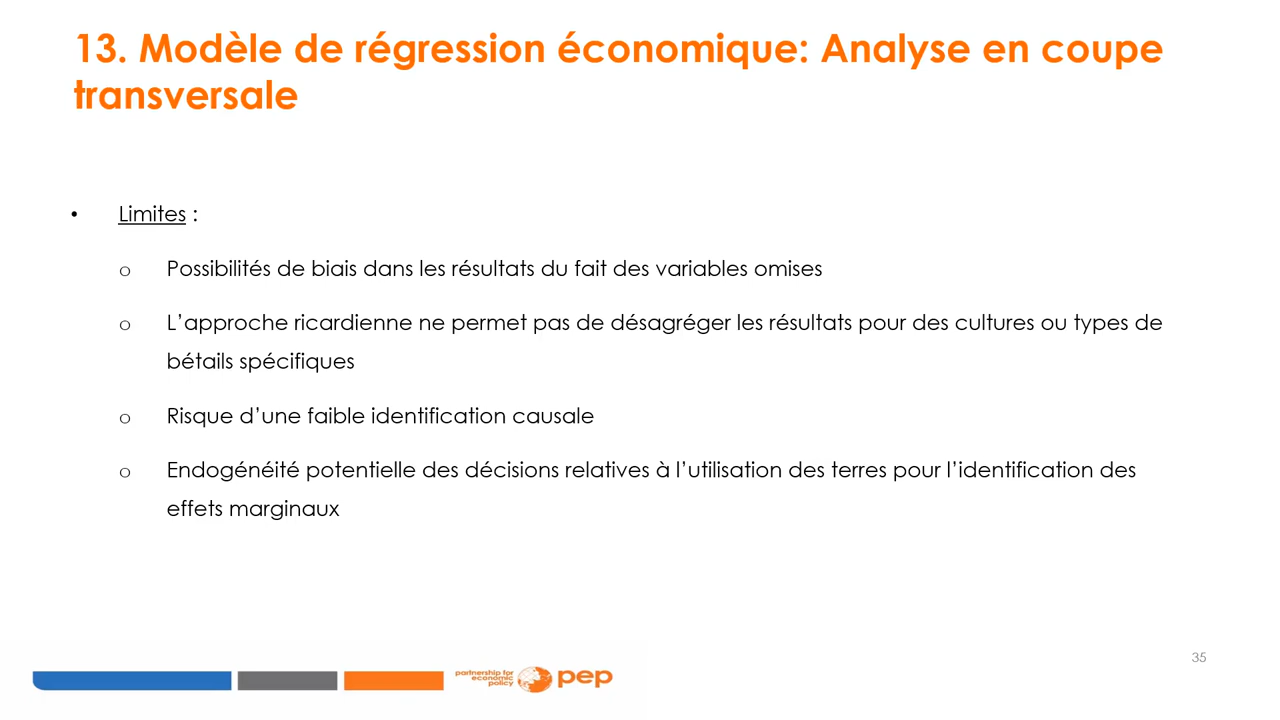 13. Modèle de régression économique: Analyse en coupe
transversale
• Limites :
o Possibilités de biais dans les résultats du fait des variables omises
o L’approche ricardienne ne permet pas de désagréger les résultats pour des cultures ou types de
bétails spécifiques
o Risque d’une faible identification causale
o Endogénéité potentielle des décisions relatives à l’utilisation des terres pour l’identification des
effets marginaux
35
partnership for
economic
policy
pep